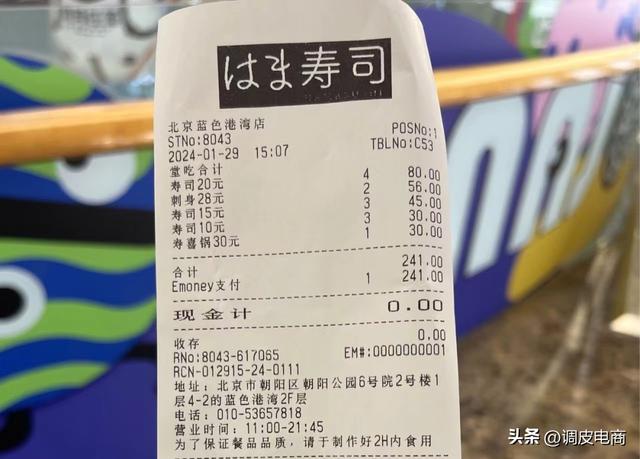 はま寿司
北京蓝色港湾店
STNo:8043 POSNo:1
2024-01-29 15:07 TBLNo:C53
堂吃合计
寿司20元 4 80.00
刺身28元 2 56.00
寿司15元 3 45.00
寿司10元 3 30.00
寿喜锅30元 1 30.00
合计 241.00
Emoney支付 1 241.00
现金计 0.00
收存 0.00
RNo:8043-617065 EM#:0000000001
RCN-012915-24-0111
地址：北京市朝阳区朝阳公园6号院2号楼1
层4-2的蓝色港湾2F层
电话：010-53657818
营业时间：11:00-21:45
为了保证餐品品质，请于制作好2H内食用
头条 @调皮电商